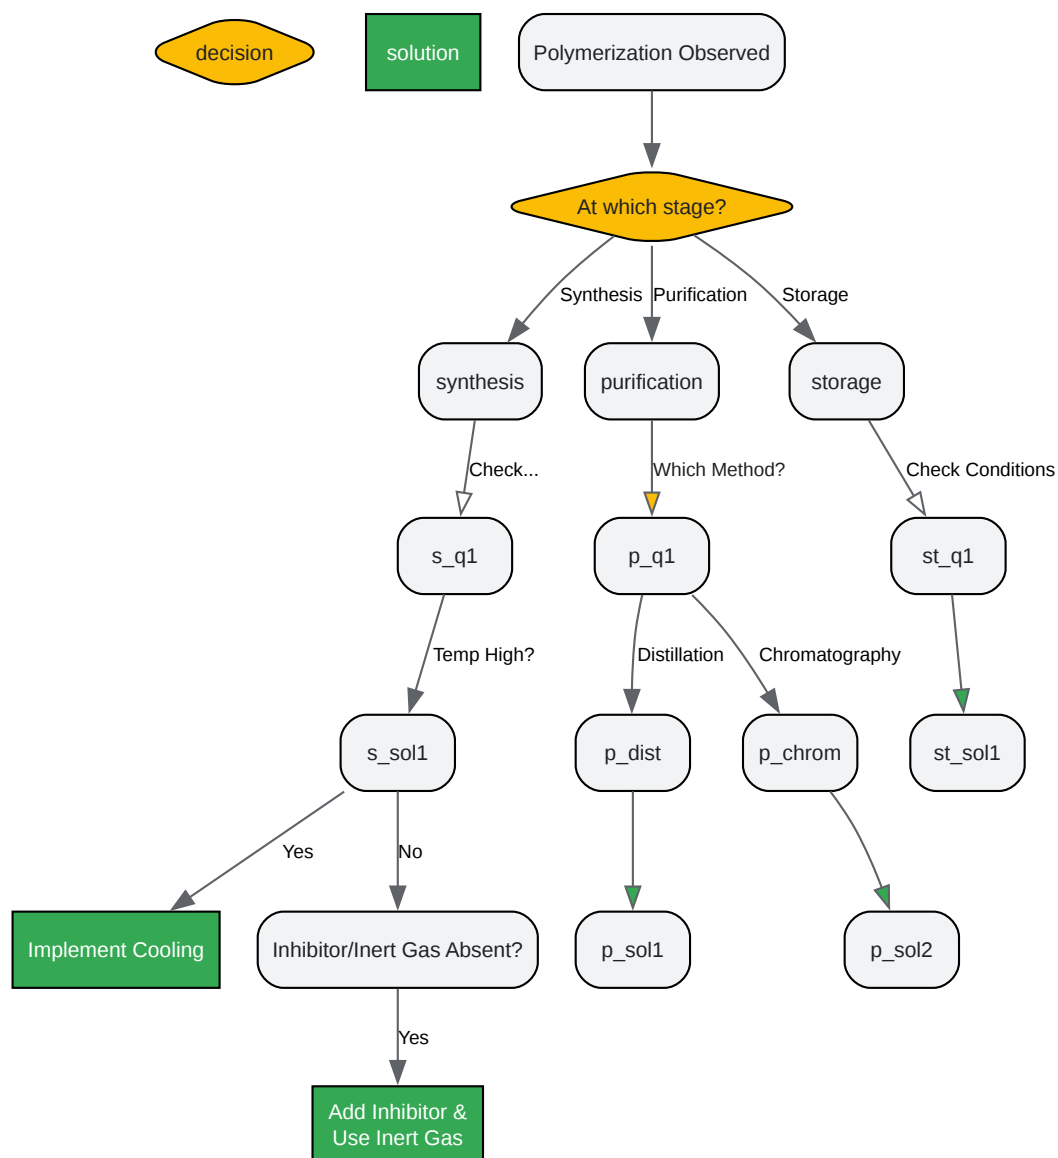 decision
solution
Polymerization Observed
At which stage?
Synthesis
Purification
Storage
synthesis
purification
storage
Check...
Which Method?
Check Conditions
s_q1
p_q1
st_q1
Temp High?
Distillation
Chromatography
s_sol1
p_dist
p_chrom
st_sol1
Yes
No
Implement Cooling
Inhibitor/Inert Gas Absent?
p_sol1
p_sol2
Yes
Add Inhibitor &
Use Inert Gas